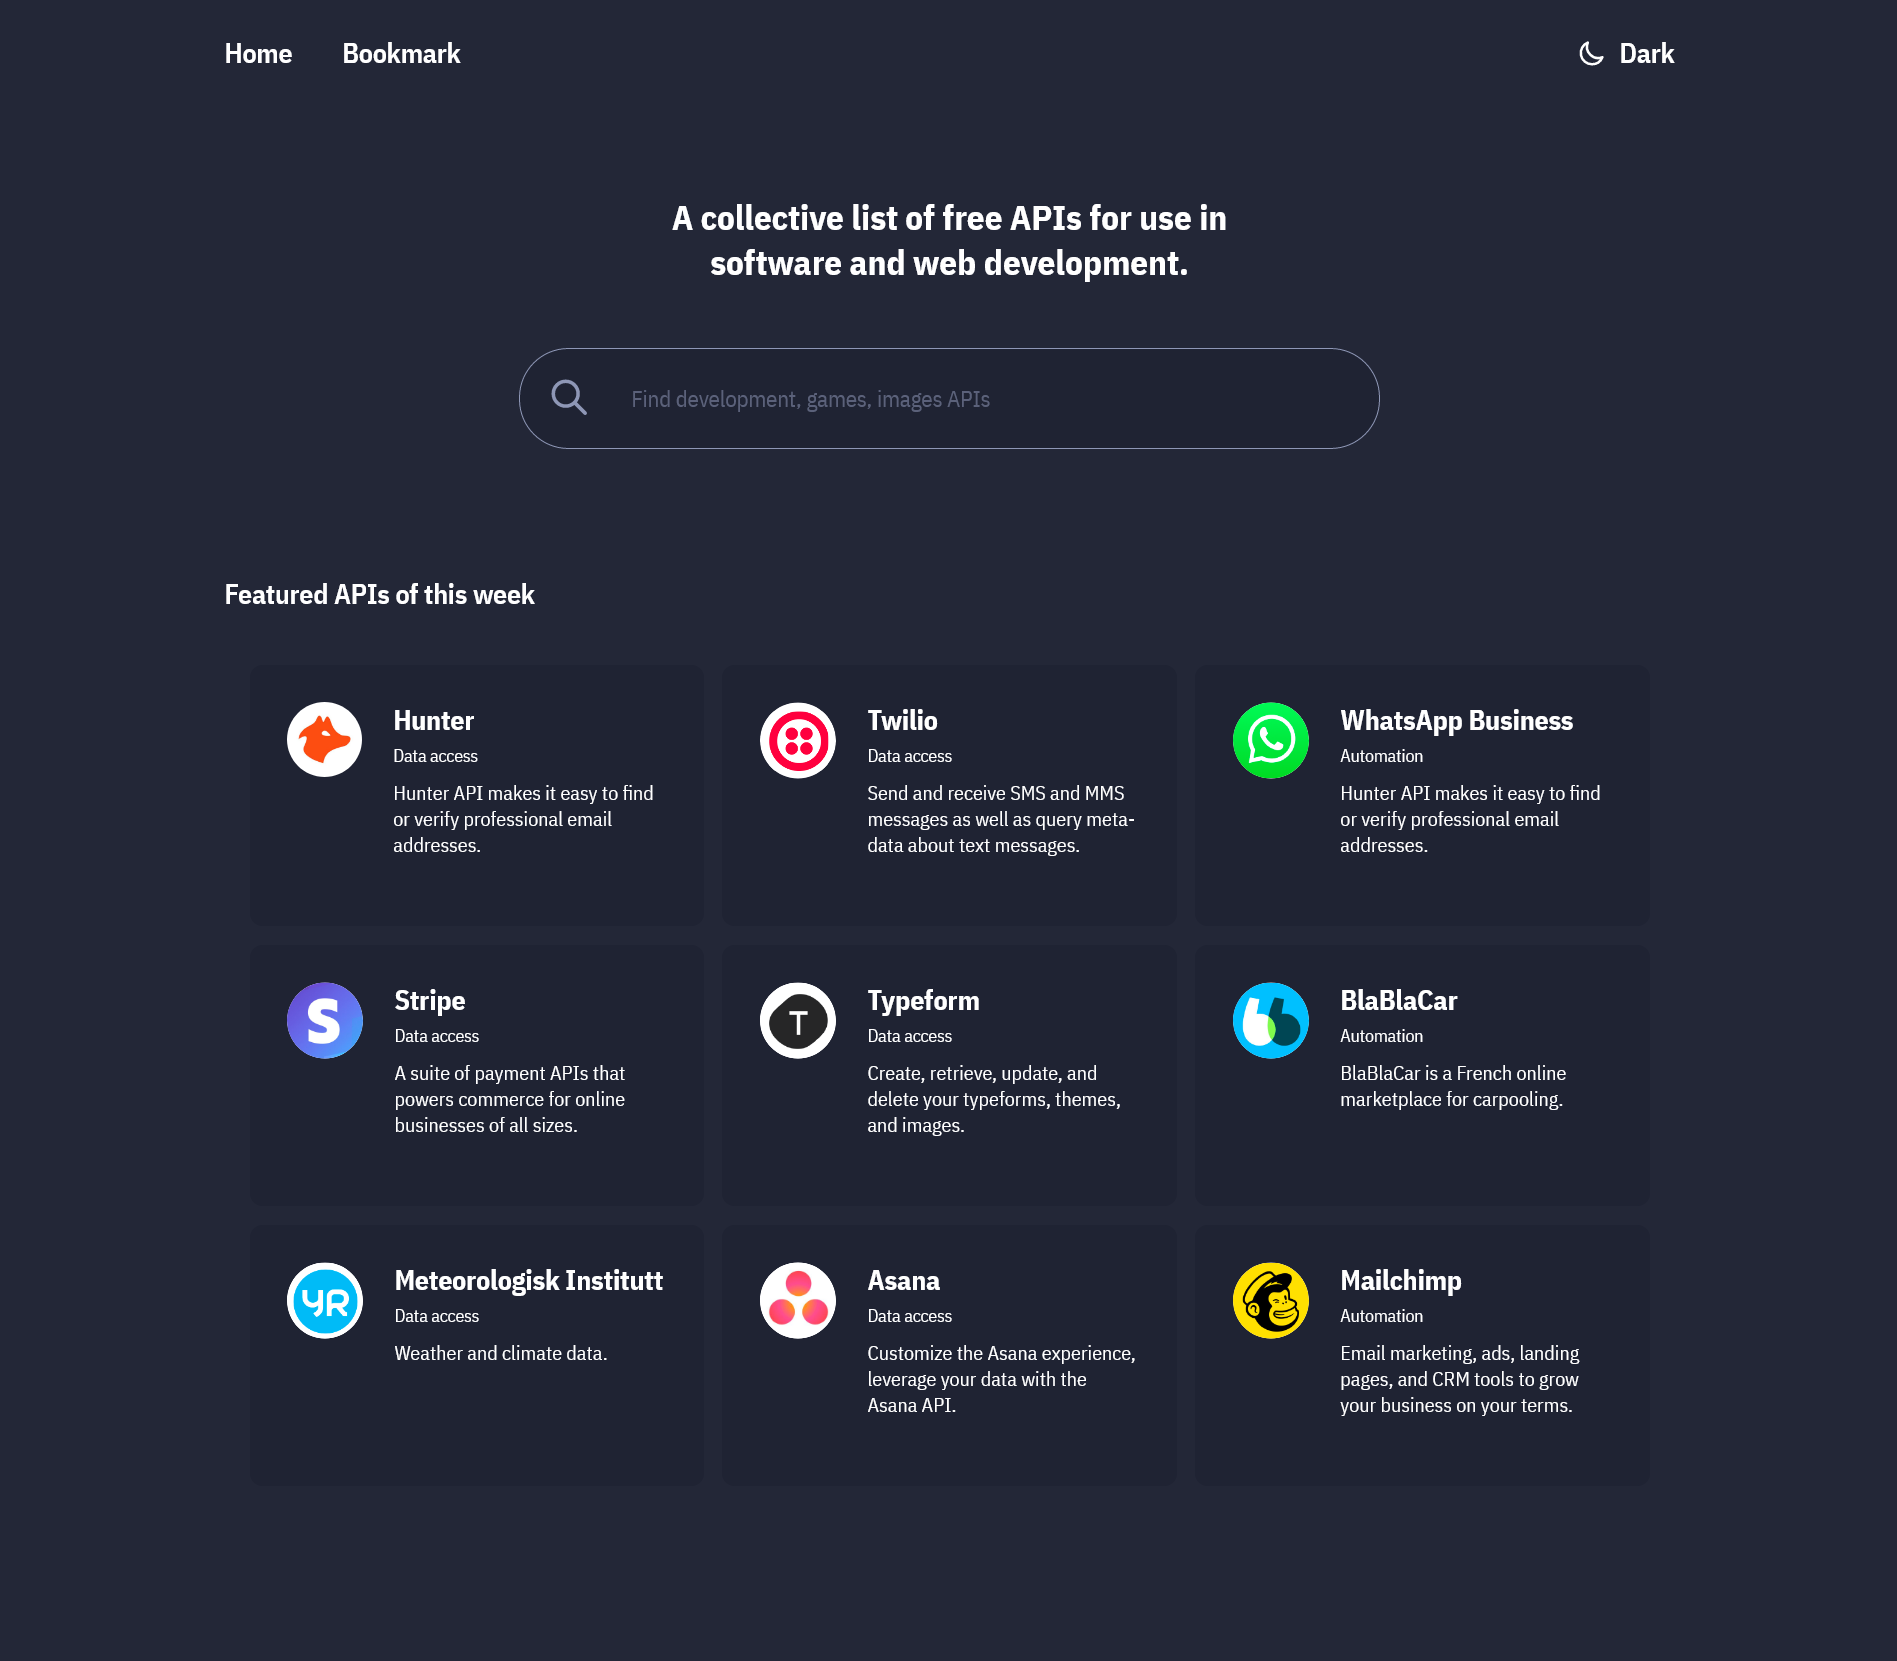 Home
Bookmark
Dark
A collective list of free APIs for use in
software and web development.
Find development, games, images APIs
Featured APIs of this week
Hunter
Data access
Hunter API makes it easy to find
or verify professional email
addresses.
Twilio
Data access
Send and receive SMS and MMS
messages as well as query meta-
data about text messages.
WhatsApp Business
Automation
Hunter API makes it easy to find
or verify professional email
addresses.
S
Stripe
Data access
A suite of payment APIs that
powers commerce for online
businesses of all sizes.
T
Typeform
Data access
Create, retrieve, update, and
delete your typeforms, themes,
and images.
BlaBlaCar
Automation
BlaBlaCar is a French online
marketplace for carpooling.
YR
Meteorologisk Institutt
Data access
Weather and climate data.
Asana
Data access
Customize the Asana experience,
leverage your data with the
Asana API.
Mailchimp
Automation
Email marketing, ads, landing
pages, and CRM tools to grow
your business on your terms.